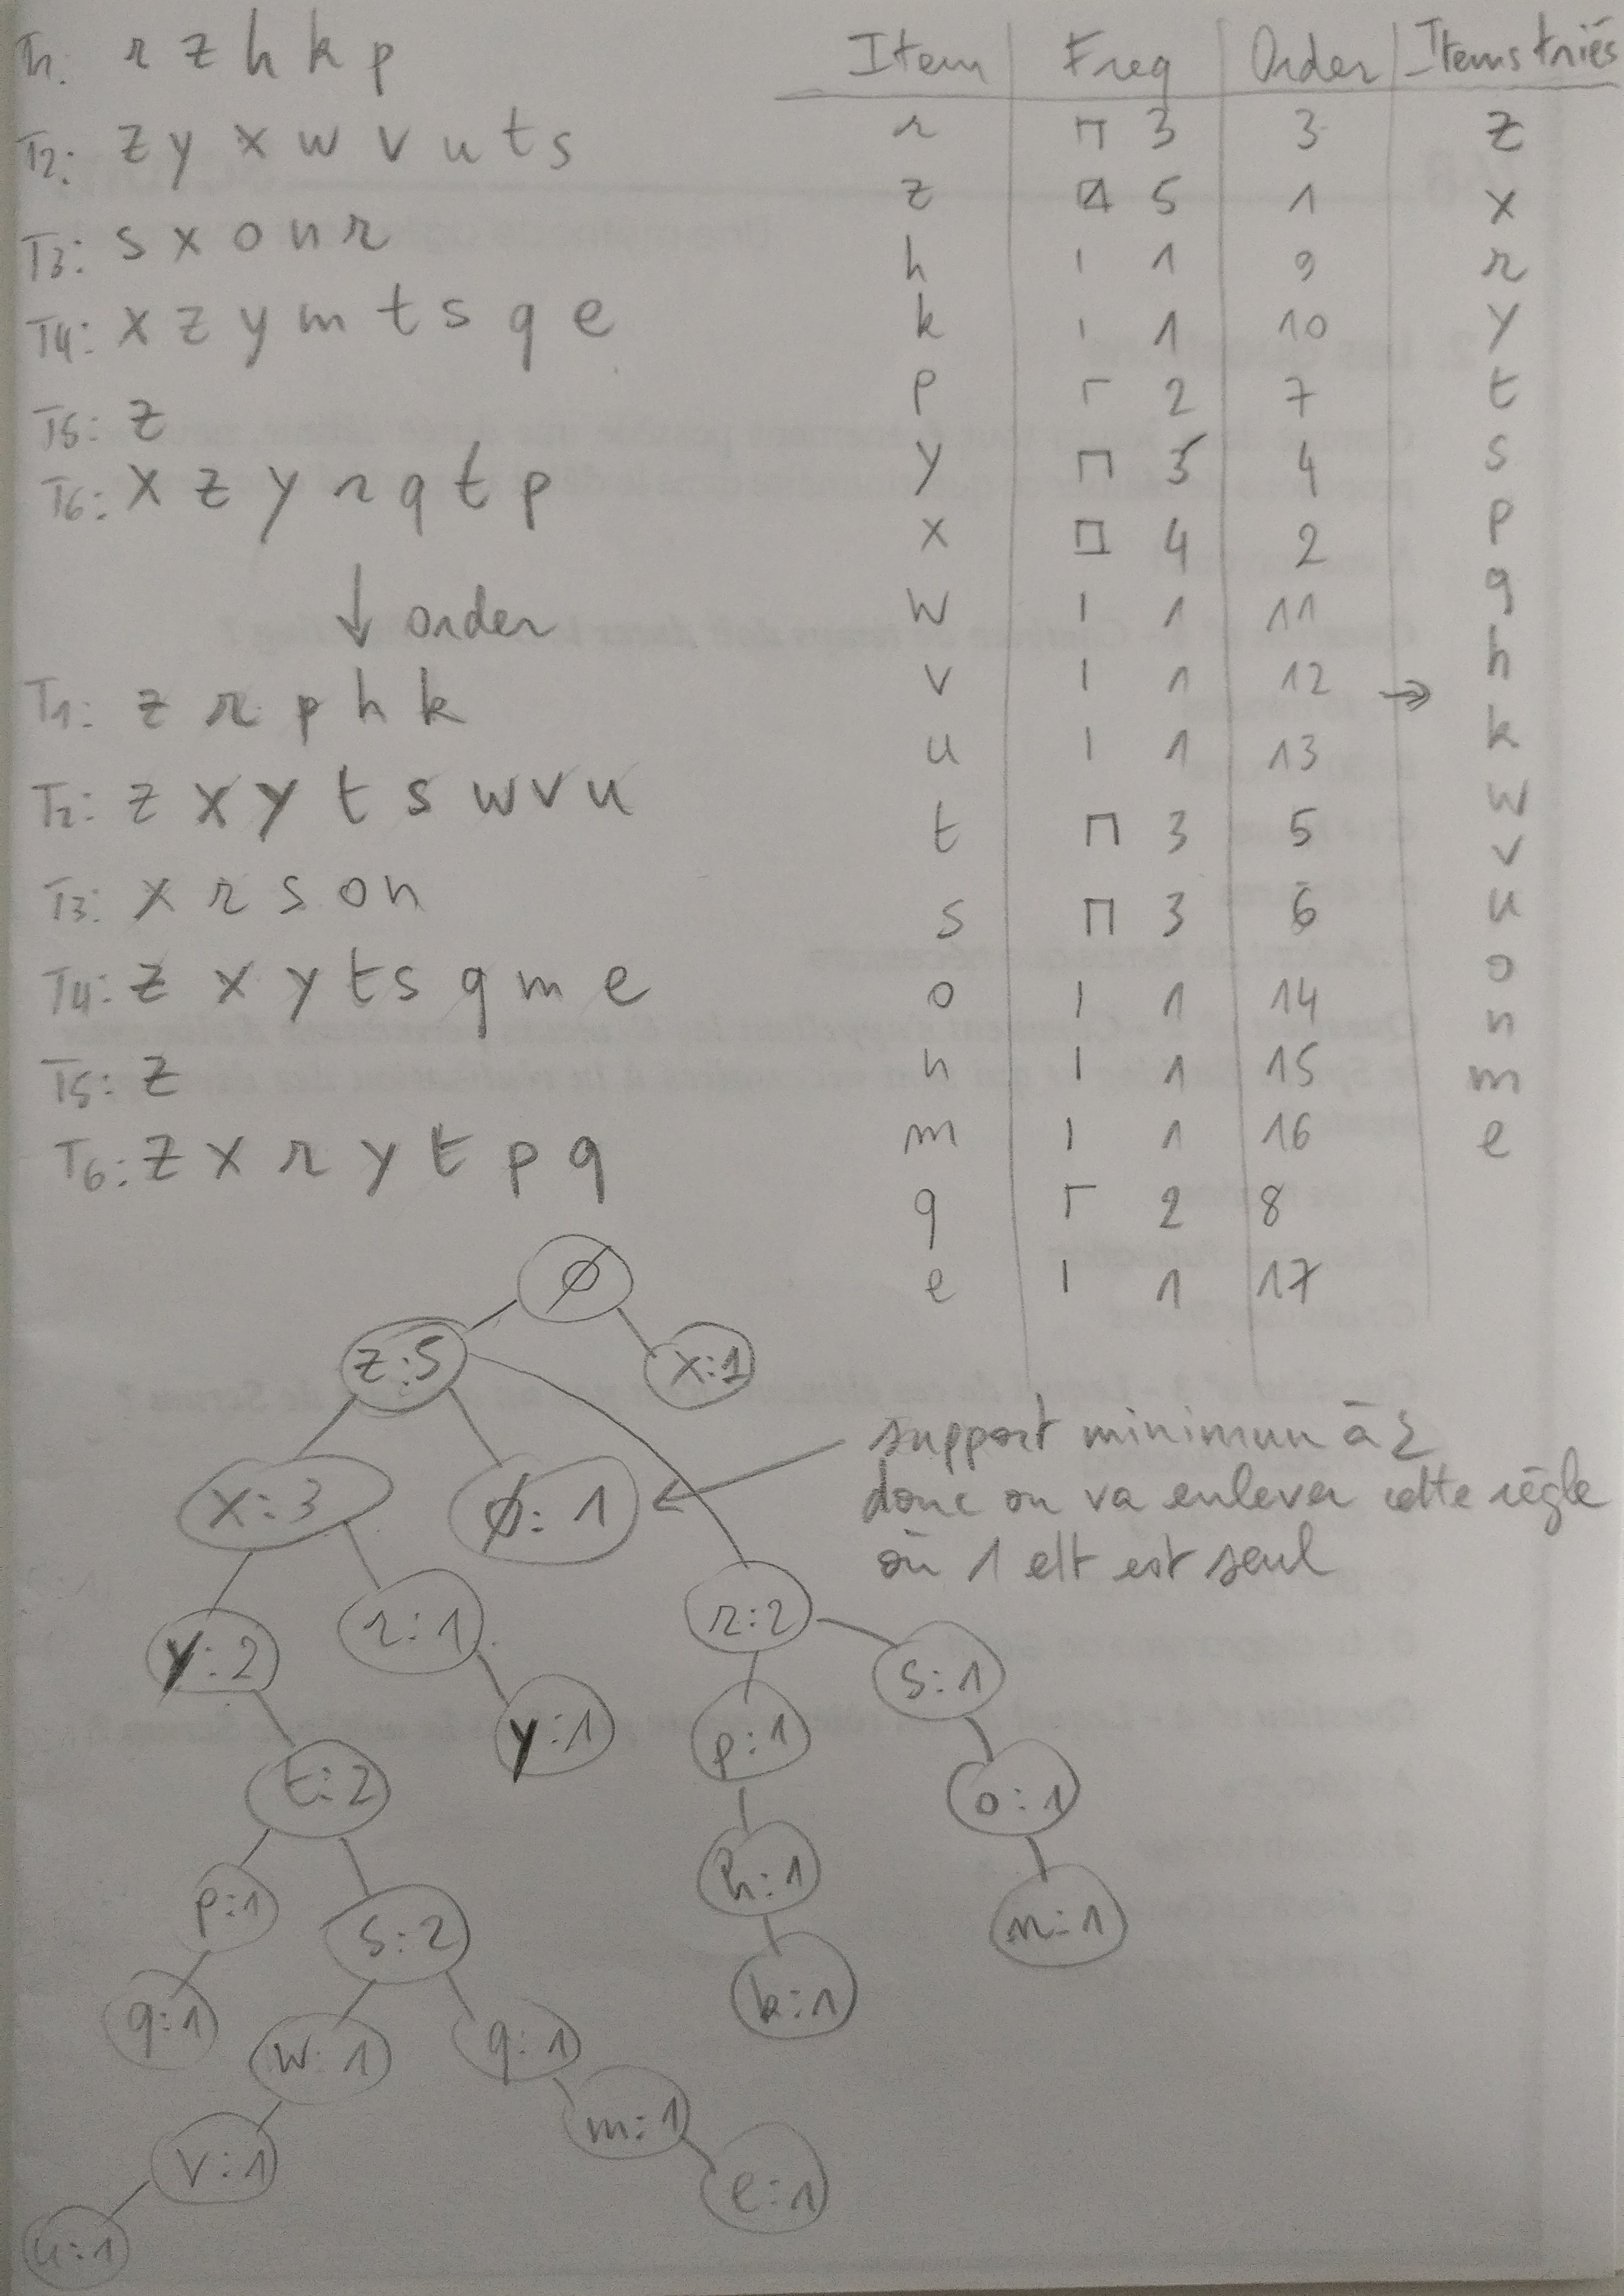 T1: r z h k p
T2: z y x w v u t s
T3: s x o n r
T4: x z y m t s q e
T5: z
T6: x z y r q t p
↓ order
T1: z r p h k
T2: z x y t s w v u
T3: x r s o n
T4: z x y t s q m e
T5: z
T6: z x r y t p q
Item Freq Order Items triés
r 3 3 z
z 5 1 x
h 1 9 r
k 1 10 y
p 2 7 t
y 3 4 s
x 4 2 p
w 1 11 q
v 1 12 → h
u 1 13 k
t 3 5 w
s 3 6 v
o 1 14 u
n 1 15 o
m 1 16 n
q 2 8 m
e 1 17 e
Ø
z:5 x:1
support minimum à 2
donc on va enlever cette règle
où 1 elt est seul
x:3 Ø:1
y:2 r:1 r:2 s:1
y:1 p:1
t:2 o:1
p:1 s:2 h:1 n:1
q:1 w:1 q:1 k:1
v:1 m:1
u:1 e:1